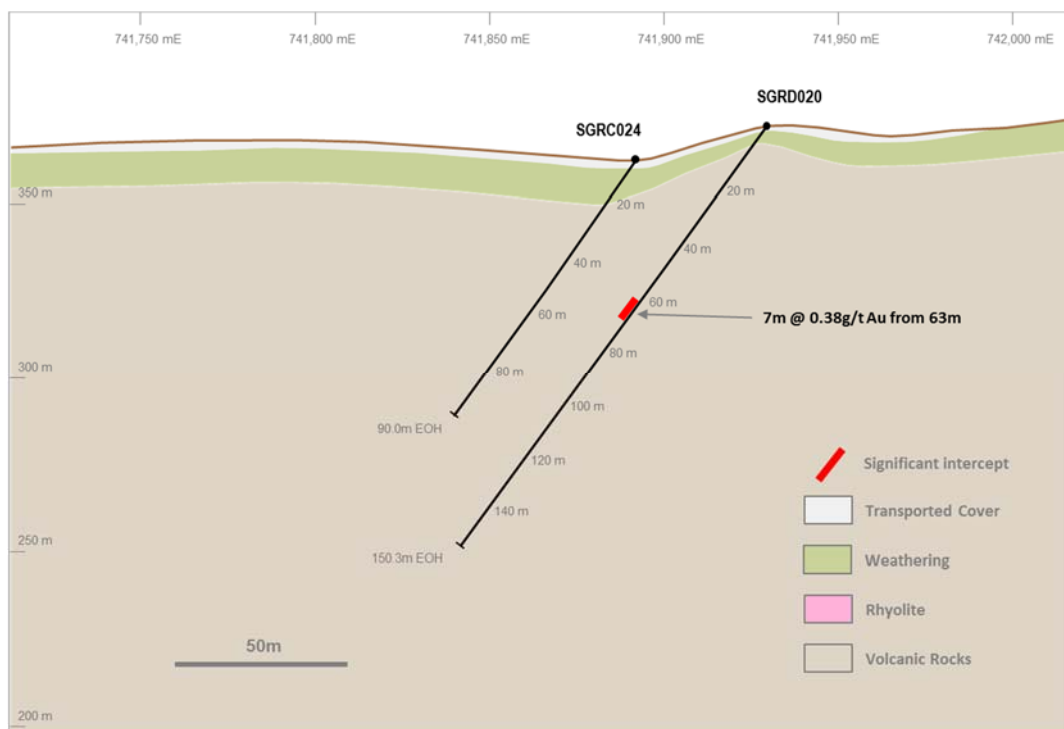 741,750 mE
741,800 mE
741,850 mE
741,900 mE
741,950 mE
742,000 mE
SGRD020
SGRC024
350 m
20 m
20 m
40 m
40 m
60 m
60 m
7m @ 0.38g/t Au from 63m
80 m
80 m
300 m
100 m
90.0m EOH
120 m
140 m
250 m
150.3m EOH
Significant intercept
Transported Cover
Weathering
Rhyolite
Volcanic Rocks
50m
200 m